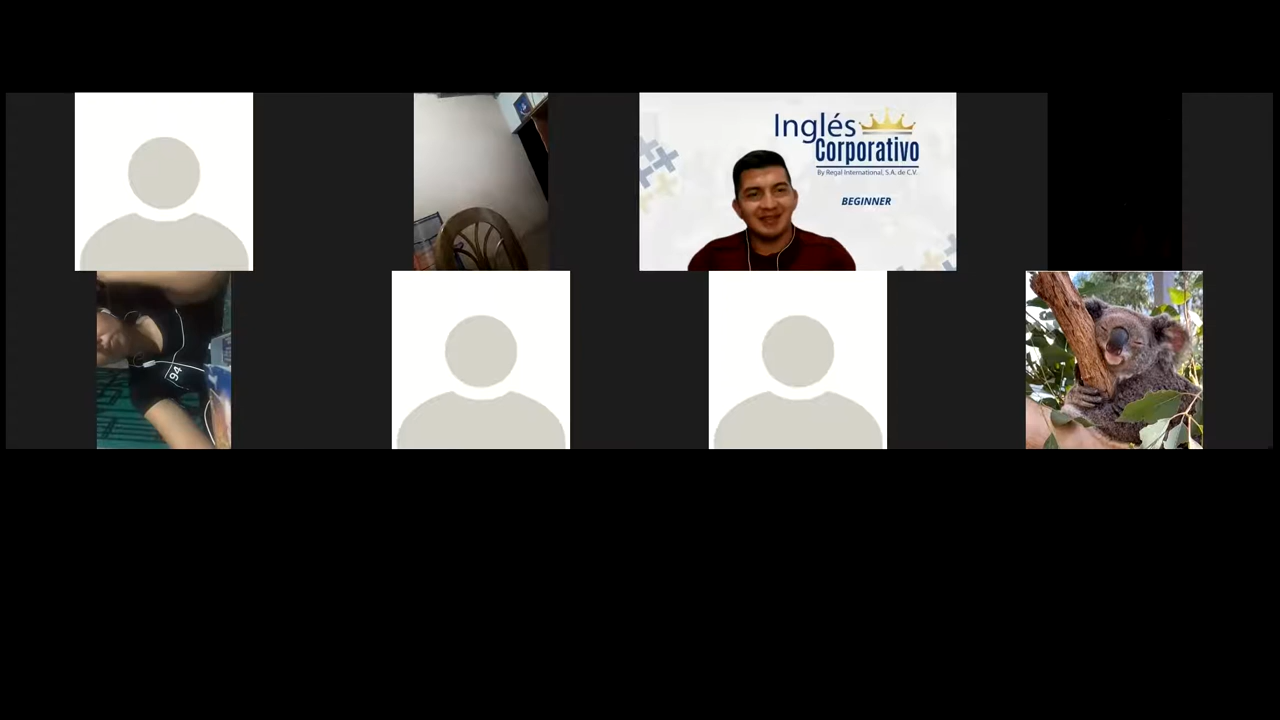 Inglés
Corporativo
By Regal International, S.A. de C.V.
BEGINNER
94